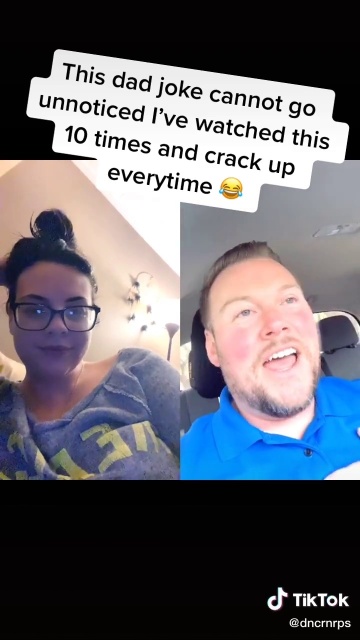 This dad joke cannot go
unnoticed I've watched this
10 times and crack up
everytime 😂
TikTok
@dncrnrps